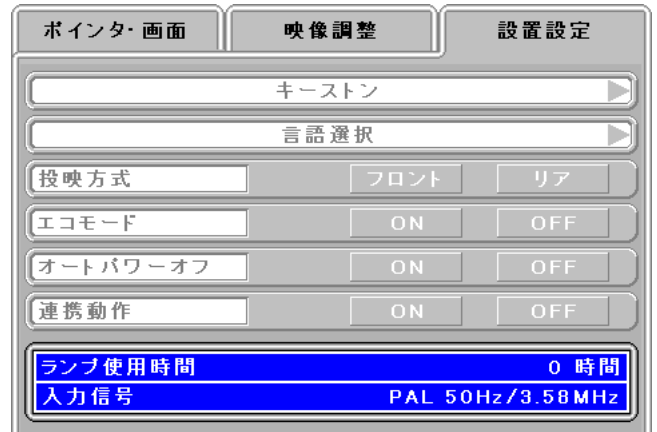 ポインタ・画面 映像調整 設置設定
キーストン
言語選択
投映方式 フロント リア
エコモード ON OFF
オートパワーオフ ON OFF
連携動作 ON OFF
ランプ使用時間 0 時間
入力信号 PAL 50Hz/3.58MHz